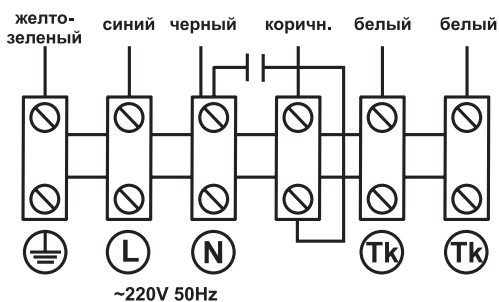 желто-
зеленый синий черный коричн. белый белый
L N Tk Tk
~220V 50Hz